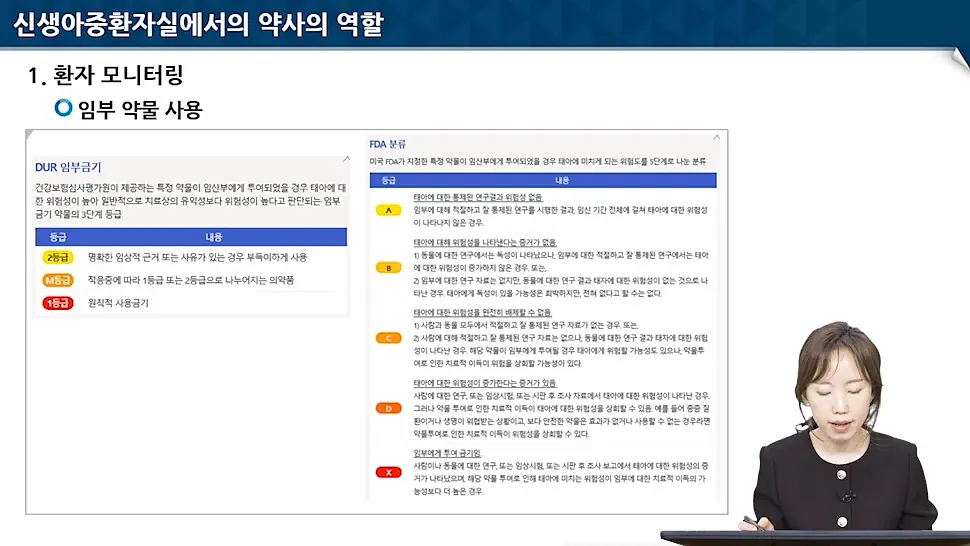 신생아중환자실에서의 약사의 역할
1. 환자 모니터링
임부 약물 사용
DUR 임부금기
건강보험심사평가원이 제공하는 특정 약물이 임산부에게 투여되었을 경우 태아에 대
한 위험성이 높아 일반적으로 치료상의 유익성보다 위험성이 높다고 판단되는 임부
금기 약물의 3단계 등급
등급 내용
2등급 명확한 임상적 근거 또는 사유가 있는 경우 부득이하게 사용
M등급 적응증에 따라 1등급 또는 2등급으로 나누어지는 의약품
1등급 원칙적 사용금기
FDA 분류
미국 FDA가 지정한 특정 약물이 임산부에게 투여되었을 경우 태아에 미치게 되는 위험도를 5단계로 나눈 분류
등급 내용
A
태아에 대한 통제된 연구결과 위험성 없음
임부에 대해 적절하고 잘 통제된 연구를 시행한 결과, 임신 기간 전체에 걸쳐 태아에 대한 위험성
이 나타나지 않은 경우.
B
태아에 대해 위험성을 나타낸다는 증거가 없음
1) 동물에 대한 연구에서는 독성이 나타났으나, 임부에 대한 적절하고 잘 통제된 연구에서는 태아
에 대한 위험성이 증가하지 않은 경우, 또는,
2) 임부에 대한 연구 자료는 없지만, 동물에 대한 연구 결과 태자에 대한 위험성이 없는 것으로 나
타난 경우. 태아에게 독성이 있을 가능성은 희박하지만, 전혀 없다고 할 수는 없다.
C
태아에 대한 위험성을 완전히 배제할 수 없음
1) 사람과 동물 모두에서 적절하고 잘 통제된 연구 자료가 없는 경우, 또는,
2) 사람에 대해 적절하고 잘 통제된 연구 자료는 없으나, 동물에 대한 연구 결과 태자에 대한 위험
성이 나타난 경우. 해당 약물이 임부에게 투여될 경우 태아에게 위험할 가능성도 있으나, 약물투
여로 인한 치료적 이득이 위험을 상회할 가능성이 있다.
D
태아에 대한 위험성이 증가한다는 증거가 있음
사람에 대한 연구, 또는 임상시험, 또는 시판 후 조사 자료에서 태아에 대한 위험성이 나타난 경우.
그러나 약물 투여로 인한 치료적 이득이 태아에 대한 위험성을 상회할 수 있음. 예를 들어 중증 질
환이거나 생명이 위협받는 상황이고, 보다 안전한 약물은 효과가 없거나 사용할 수 없는 경우라면
약물투여로 인한 치료적 이득이 위험성을 상회할 수 있다.
X
임부에게 투여 금기임
사람이나 동물에 대한 연구, 또는 임상시험, 또는 시판 후 조사 보고에서 태아에 대한 위험성의 증
거가 나타났으며, 해당 약물 투여로 인해 태아에 미치는 위험성이 임부에 대한 치료적 이득의 가
능성보다 더 높은 경우.